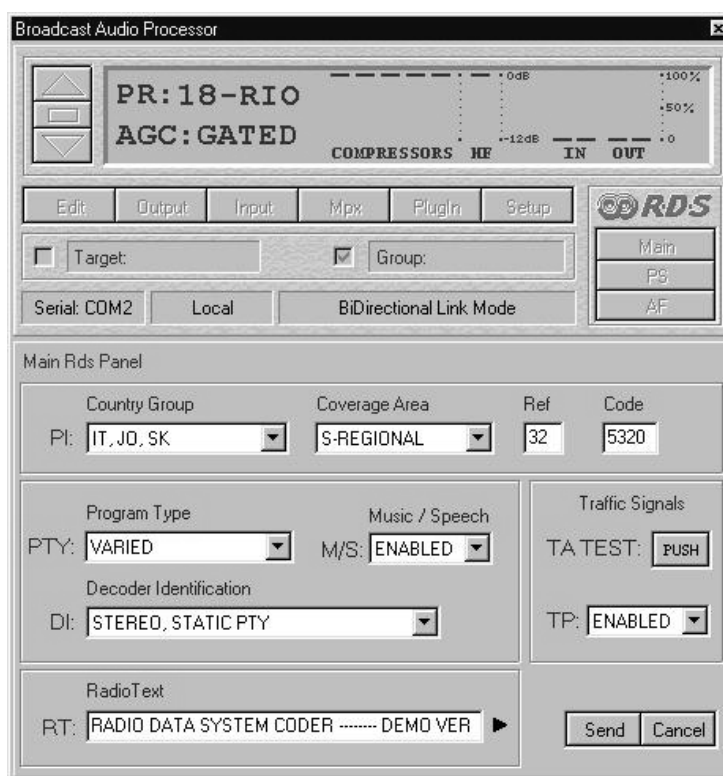 Broadcast Audio Processor
PR:18-RIO
AGC:GATED
0dB
-12dB
100%
50%
0
COMPRESSORS HF IN OUT
Edit Output Input Mpx PlugIn Setup
RDS
Main
PS
AF
Target: Group:
Serial: COM2 Local BiDirectional Link Mode
Main Rds Panel
Country Group Coverage Area Ref Code
PI: IT, JO, SK S-REGIONAL 32 5320
Program Type Music / Speech
PTY: VARIED M/S: ENABLED
Decoder Identification
DI: STEREO, STATIC PTY
Traffic Signals
TA TEST: PUSH
TP: ENABLED
RadioText
RT: RADIO DATA SYSTEM CODER -------- DEMO VER
Send Cancel